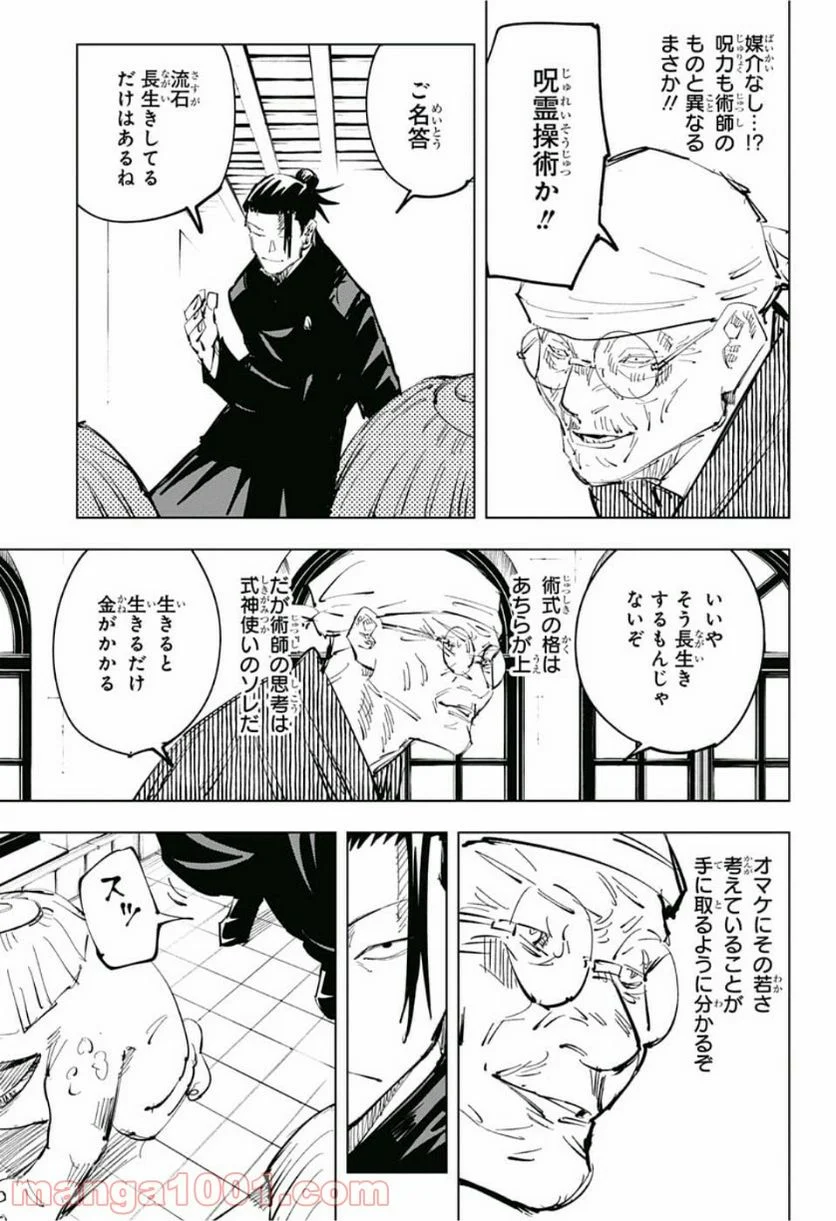 媒介なし…!?
呪力も術師の
ものと異なる
まさか!!
呪霊操術か!!
ご名答
流石
長生きしてる
だけはあるね
いいや
そう長生き
するもんじゃ
ないぞ
術式の格は
あちらが上
だが術師の思考は
式神使いのソレだ
生きると
生きるだけ
金がかかる
オマケにその若さ
考えていることが
手に取るように分かるぞ
スッ
manga1001.com